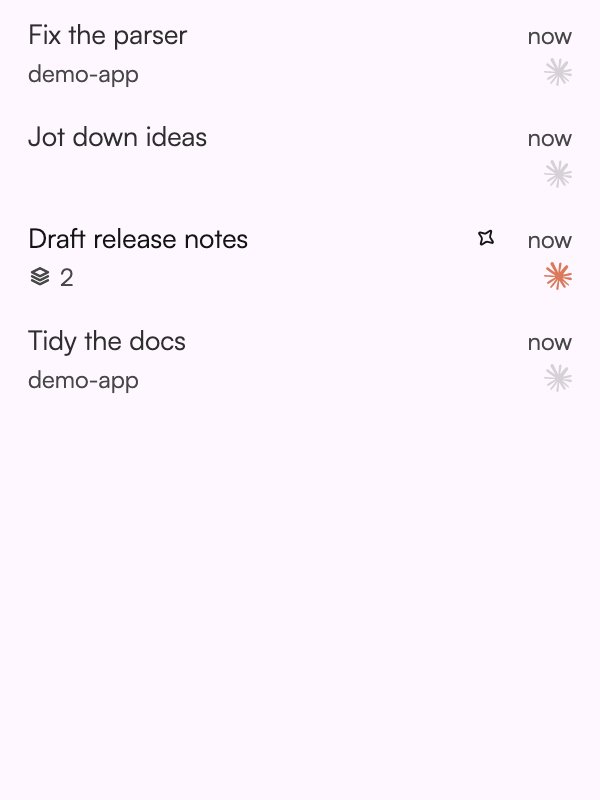 Fix the parser now
demo-app
Jot down ideas now
Draft release notes now
2
Tidy the docs now
demo-app